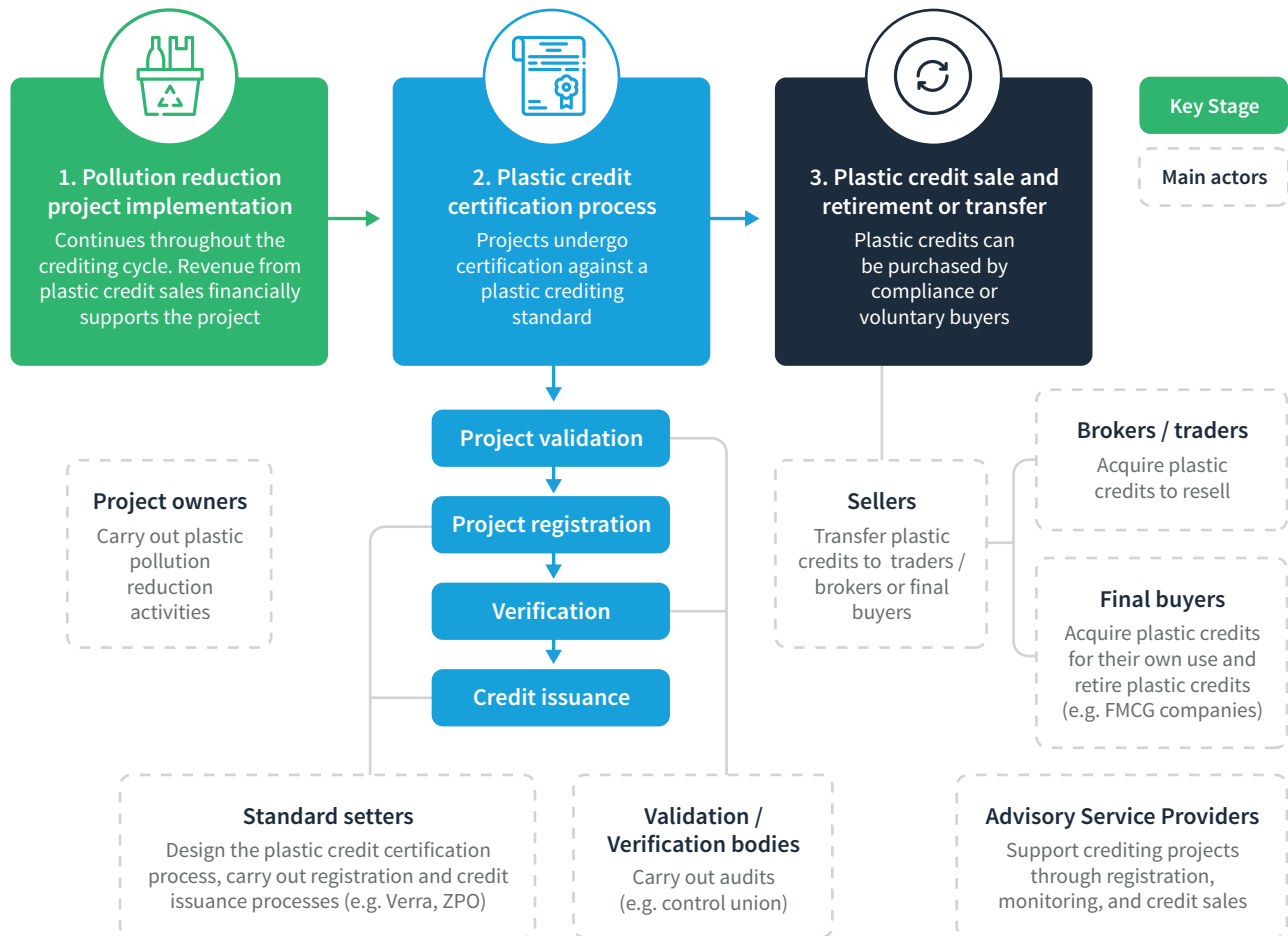 1. Pollution reduction
project implementation
Continues throughout the
crediting cycle. Revenue from
plastic credit sales financially
supports the project
2. Plastic credit
certification process
Projects undergo
certification against a
plastic crediting
standard
3. Plastic credit sale and
retirement or transfer
Plastic credits can
be purchased by
compliance or
voluntary buyers
Key Stage
Main actors
Project validation
Project registration
Verification
Credit issuance
Project owners
Carry out plastic
pollution
reduction
activities
Sellers
Transfer plastic
credits to traders /
brokers or final
buyers
Brokers / traders
Acquire plastic
credits to resell
Final buyers
Acquire plastic credits
for their own use and
retire plastic credits
(e.g. FMCG companies)
Standard setters
Design the plastic credit certification
process, carry out registration and credit
issuance processes (e.g. Verra, ZPO)
Validation /
Verification bodies
Carry out audits
(e.g. control union)
Advisory Service Providers
Support crediting projects
through registration,
monitoring, and credit sales